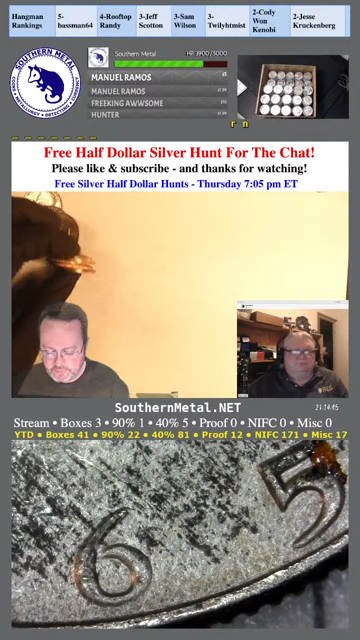 Hangman Rankings
5-bassman64
4-Rooftop Randy
3-Jeff Scotton
3-Sam Wilson
3-Twilyhtmist
2-Cody Won Kenobi
2-Jesse Kruckenberg
SOUTHERN METAL
Southern Metal
HP: 3900/5000
MANUEL RAMOS
MANUEL RAMOS
FREEKING AWWSOME
HUNTER
r n
_ _ _ _ _ _ _ _
Free Half Dollar Silver Hunt For The Chat!
Please like & subscribe - and thanks for watching!
Free Silver Half Dollar Hunts - Thursday 7:05 pm ET
SouthernMetal.NET
Stream • Boxes 3 • 90% 1 • 40% 5 • Proof 0 • NIFC 0 • Misc 0
YTD • Boxes 41 • 90% 22 • 40% 81 • Proof 12 • NIFC 171 • Misc 17
6 5